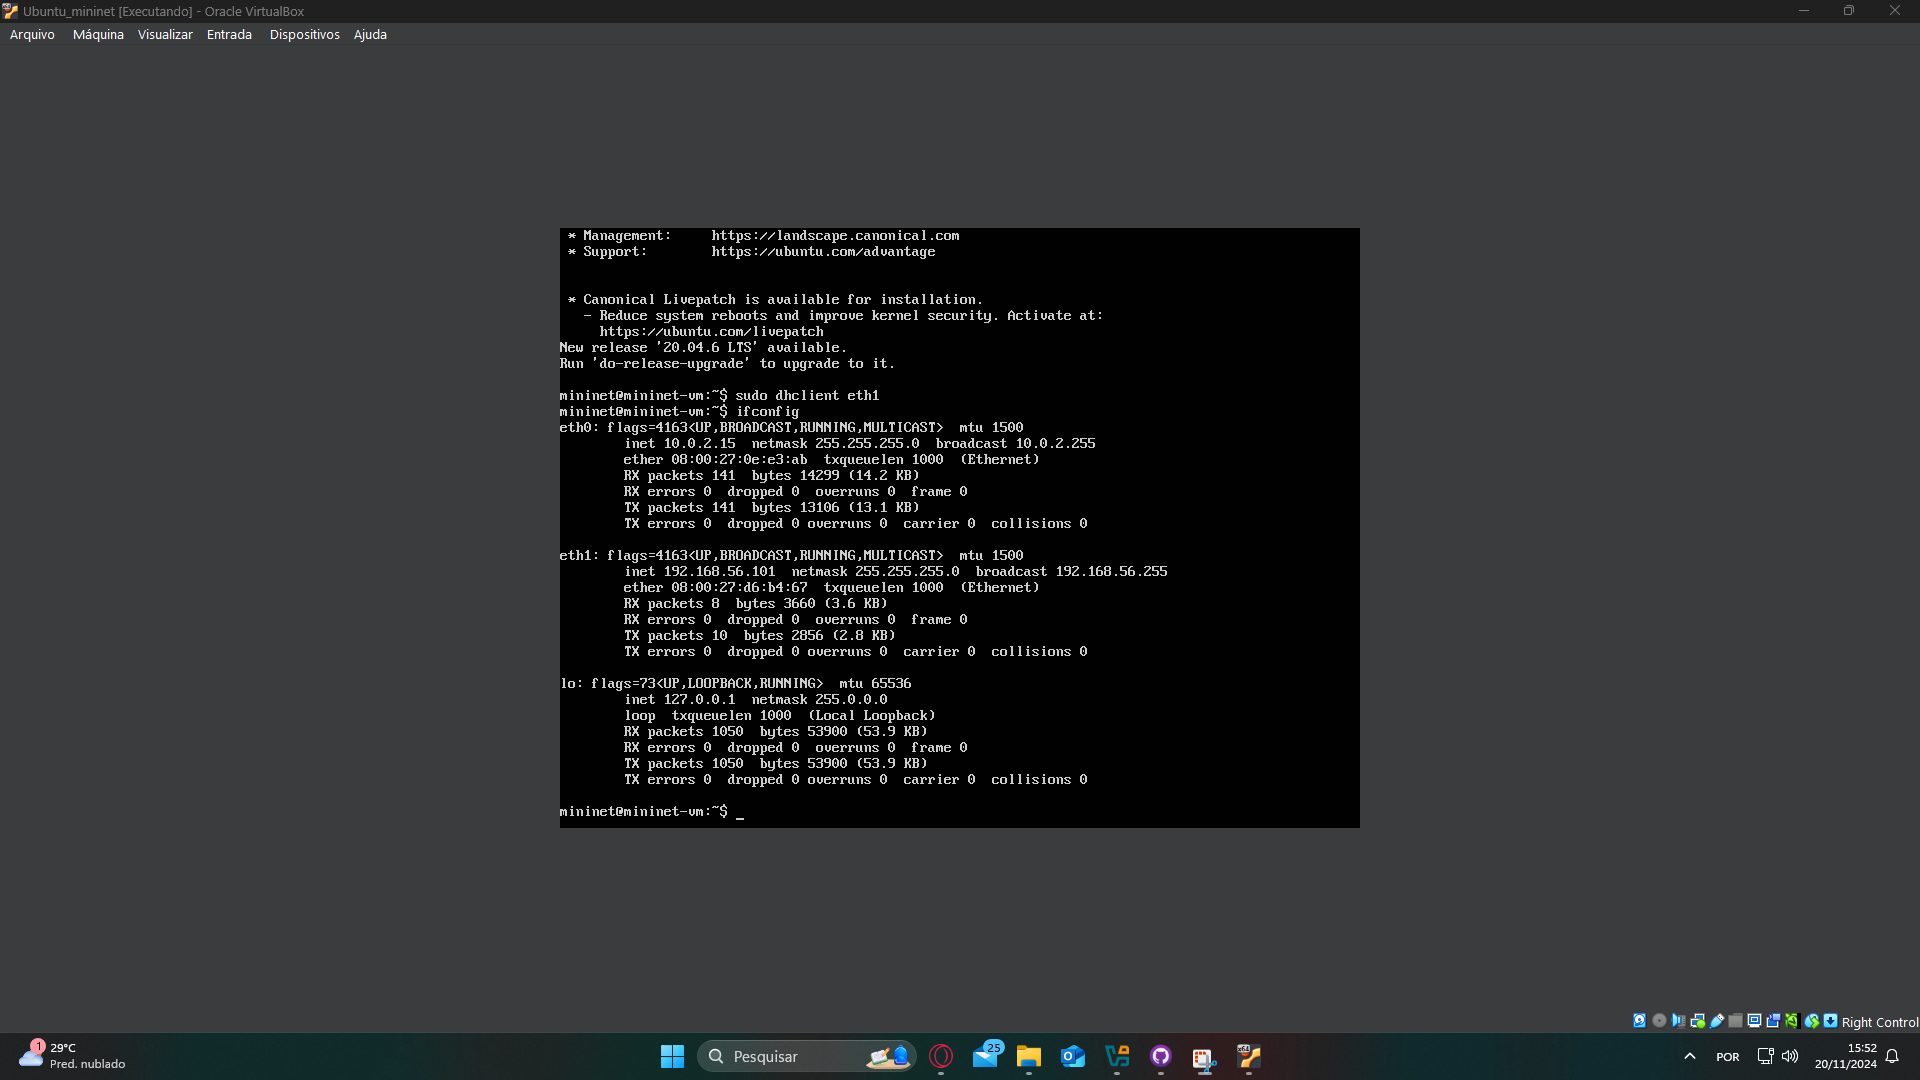 Ubuntu_mininet [Executando] - Oracle VirtualBox
Arquivo Máquina Visualizar Entrada Dispositivos Ajuda
* Management:     https://landscape.canonical.com
* Support:        https://ubuntu.com/advantage
* Canonical Livepatch is available for installation.
- Reduce system reboots and improve kernel security. Activate at:
https://ubuntu.com/livepatch
New release '20.04.6 LTS' available.
Run 'do-release-upgrade' to upgrade to it.
mininet@mininet-vm:~$ sudo dhclient eth1
mininet@mininet-vm:~$ ifconfig
eth0: flags=4163<UP,BROADCAST,RUNNING,MULTICAST>  mtu 1500
inet 10.0.2.15  netmask 255.255.255.0  broadcast 10.0.2.255
ether 08:00:27:0e:e3:ab  txqueuelen 1000  (Ethernet)
RX packets 141  bytes 14299 (14.2 KB)
RX errors 0  dropped 0  overruns 0  frame 0
TX packets 141  bytes 13106 (13.1 KB)
TX errors 0  dropped 0 overruns 0  carrier 0  collisions 0
eth1: flags=4163<UP,BROADCAST,RUNNING,MULTICAST>  mtu 1500
inet 192.168.56.101  netmask 255.255.255.0  broadcast 192.168.56.255
ether 08:00:27:d6:b4:67  txqueuelen 1000  (Ethernet)
RX packets 8  bytes 3660 (3.6 KB)
RX errors 0  dropped 0  overruns 0  frame 0
TX packets 10  bytes 2856 (2.8 KB)
TX errors 0  dropped 0 overruns 0  carrier 0  collisions 0
lo: flags=73<UP,LOOPBACK,RUNNING>  mtu 65536
inet 127.0.0.1  netmask 255.0.0.0
loop  txqueuelen 1000  (Local Loopback)
RX packets 1050  bytes 53900 (53.9 KB)
RX errors 0  dropped 0  overruns 0  frame 0
TX packets 1050  bytes 53900 (53.9 KB)
TX errors 0  dropped 0 overruns 0  carrier 0  collisions 0
mininet@mininet-vm:~$ _
Right Control
1
29°C
Pred. nublado
Pesquisar
25
POR
15:52
20/11/2024